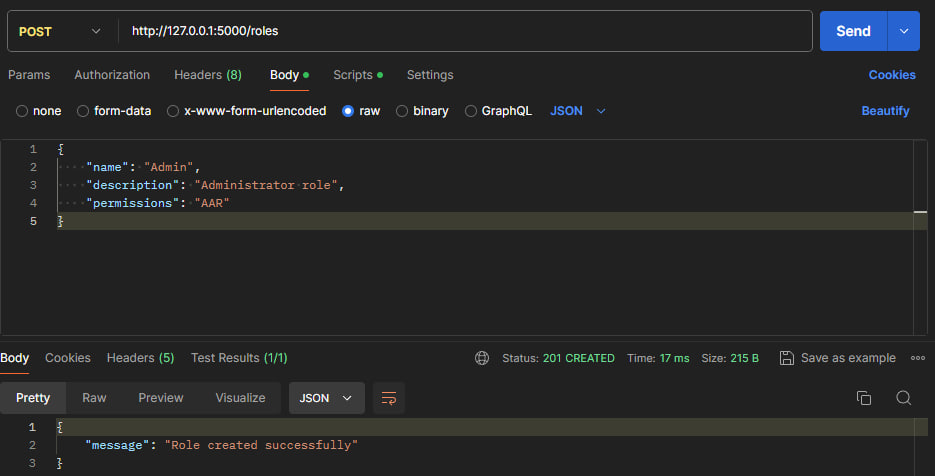 POST http://127.0.0.1:5000/roles Send
Params Authorization Headers (8) Body Scripts Settings Cookies
none form-data x-www-form-urlencoded raw binary GraphQL JSON Beautify
1 {
2 "name": "Admin",
3 "description": "Administrator role",
4 "permissions": "AAR"
5 }
Body Cookies Headers (5) Test Results (1/1) Status: 201 CREATED Time: 17 ms Size: 215 B Save as example
Pretty Raw Preview Visualize JSON
1 {
2 "message": "Role created successfully"
3 }